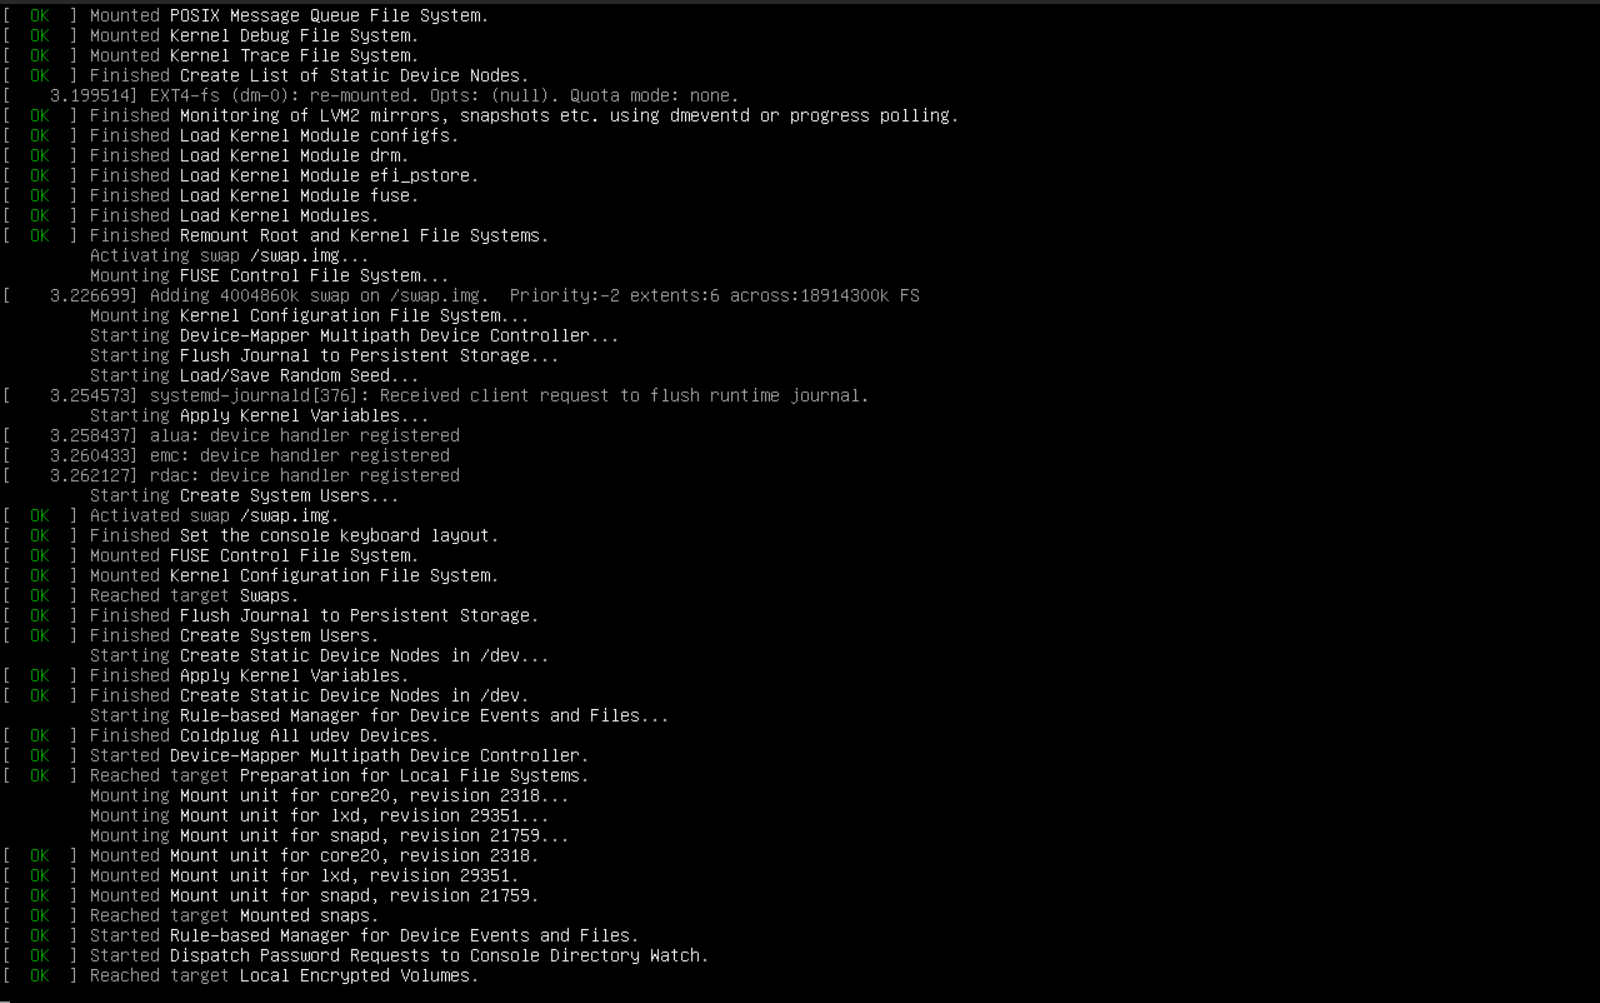 [  OK  ] Mounted POSIX Message Queue File System.
[  OK  ] Mounted Kernel Debug File System.
[  OK  ] Mounted Kernel Trace File System.
[  OK  ] Finished Create List of Static Device Nodes.
[    3.199514] EXT4-fs (dm-0): re-mounted. Opts: (null). Quota mode: none.
[  OK  ] Finished Monitoring of LVM2 mirrors, snapshots etc. using dmeventd or progress polling.
[  OK  ] Finished Load Kernel Module configfs.
[  OK  ] Finished Load Kernel Module drm.
[  OK  ] Finished Load Kernel Module efi_pstore.
[  OK  ] Finished Load Kernel Module fuse.
[  OK  ] Finished Load Kernel Modules.
[  OK  ] Finished Remount Root and Kernel File Systems.
         Activating swap /swap.img...
         Mounting FUSE Control File System...
[    3.226699] Adding 4004860k swap on /swap.img.  Priority:-2 extents:6 across:18914300k FS
         Mounting Kernel Configuration File System...
         Starting Device-Mapper Multipath Device Controller...
         Starting Flush Journal to Persistent Storage...
         Starting Load/Save Random Seed...
[    3.254573] systemd-journald[376]: Received client request to flush runtime journal.
         Starting Apply Kernel Variables...
[    3.258437] alua: device handler registered
[    3.260433] emc: device handler registered
[    3.262127] rdac: device handler registered
         Starting Create System Users...
[  OK  ] Activated swap /swap.img.
[  OK  ] Finished Set the console keyboard layout.
[  OK  ] Mounted FUSE Control File System.
[  OK  ] Mounted Kernel Configuration File System.
[  OK  ] Reached target Swaps.
[  OK  ] Finished Flush Journal to Persistent Storage.
[  OK  ] Finished Create System Users.
         Starting Create Static Device Nodes in /dev...
[  OK  ] Finished Apply Kernel Variables.
[  OK  ] Finished Create Static Device Nodes in /dev.
         Starting Rule-based Manager for Device Events and Files...
[  OK  ] Finished Coldplug All udev Devices.
[  OK  ] Started Device-Mapper Multipath Device Controller.
[  OK  ] Reached target Preparation for Local File Systems.
         Mounting Mount unit for core20, revision 2318...
         Mounting Mount unit for lxd, revision 29351...
         Mounting Mount unit for snapd, revision 21759...
[  OK  ] Mounted Mount unit for core20, revision 2318.
[  OK  ] Mounted Mount unit for lxd, revision 29351.
[  OK  ] Mounted Mount unit for snapd, revision 21759.
[  OK  ] Reached target Mounted snaps.
[  OK  ] Started Rule-based Manager for Device Events and Files.
[  OK  ] Started Dispatch Password Requests to Console Directory Watch.
[  OK  ] Reached target Local Encrypted Volumes.